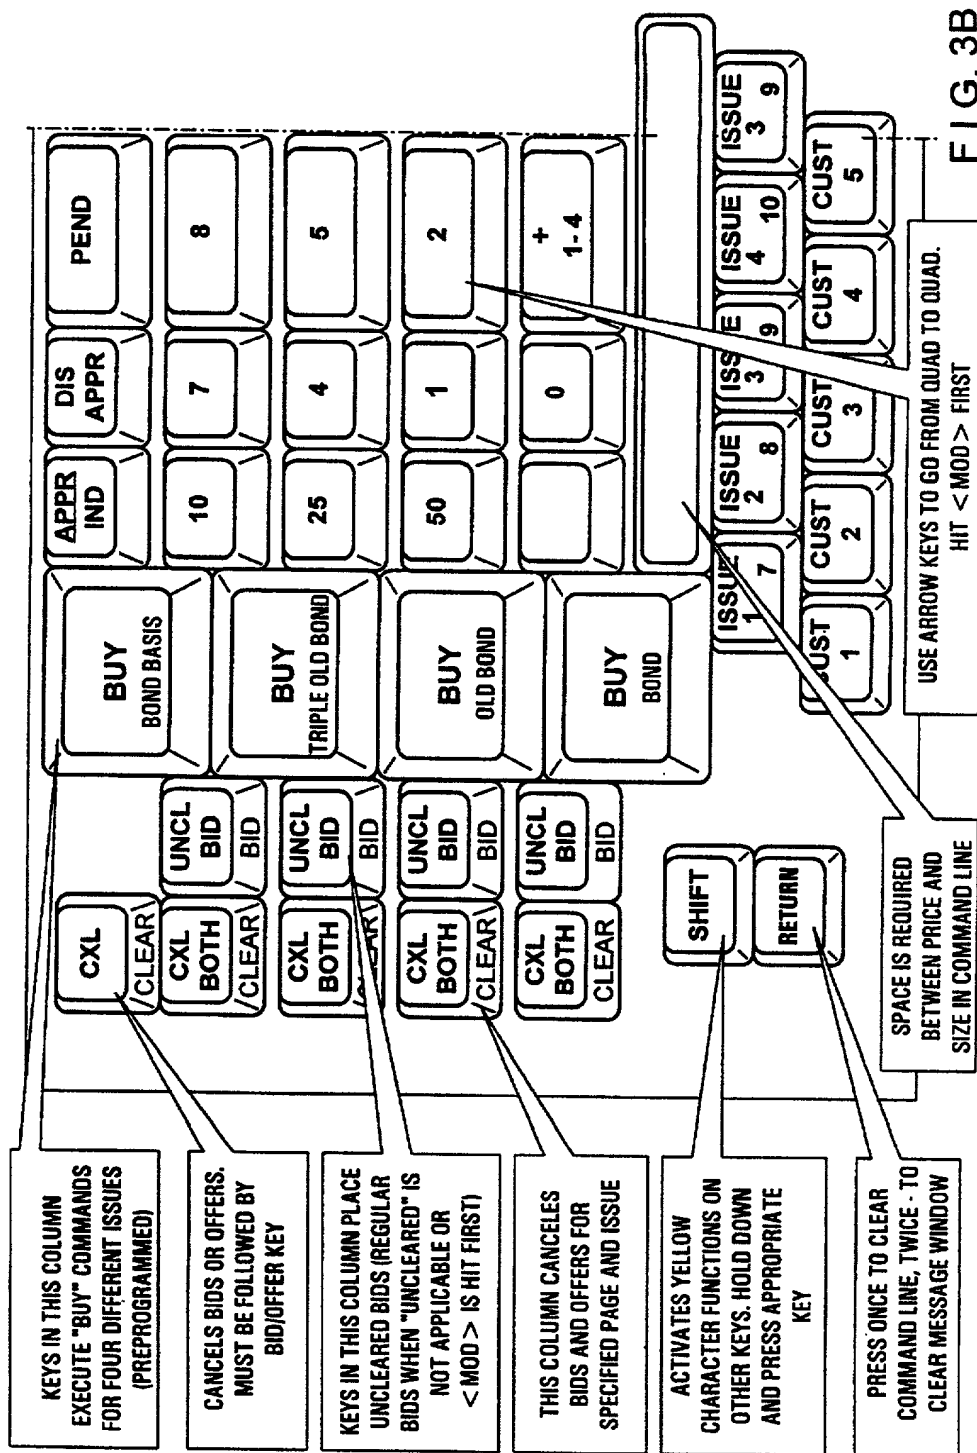 KEYS IN THIS COLUMN
EXECUTE "BUY" COMMANDS
FOR FOUR DIFFERENT ISSUES
(PREPROGRAMMED)
CANCELS BIDS OR OFFERS.
MUST BE FOLLOWED BY
BID/OFFER KEY
KEYS IN THIS COLUMN PLACE
UNCLEARED BIDS (REGULAR
BIDS WHEN "UNCLEARED" IS
NOT APPLICABLE OR
< MOD > IS HIT FIRST)
THIS COLUMN CANCELES
BIDS AND OFFERS FOR
SPECIFIED PAGE AND ISSUE
ACTIVATES YELLOW
CHARACTER FUNCTIONS ON
OTHER KEYS. HOLD DOWN
AND PRESS APPROPRIATE
KEY
PRESS ONCE TO CLEAR
COMMAND LINE, TWICE - TO
CLEAR MESSAGE WINDOW
CXL
CLEAR
CXL
BOTH
CLEAR
UNCL
BID
BID
CXL
BOTH
CLEAR
UNCL
BID
BID
CXL
BOTH
CLEAR
UNCL
BID
BID
CXL
BOTH
CLEAR
UNCL
BID
BID
BUY
BOND BASIS
BUY
TRIPLE OLD BOND
BUY
OLD BOND
BUY
BOND
APPR
IND
DIS
APPR
PEND
10
7
8
25
4
5
50
1
2
0
+
1-4
SHIFT
RETURN
ISSUE
1 7
ISSUE
2 8
ISSUE
3 9
ISSUE
4 10
ISSUE
3 9
CUST
1
CUST
2
CUST
3
CUST
4
CUST
5
SPACE IS REQUIRED
BETWEEN PRICE AND
SIZE IN COMMAND LINE
USE ARROW KEYS TO GO FROM QUAD TO QUAD.
HIT < MOD > FIRST
FIG. 3B